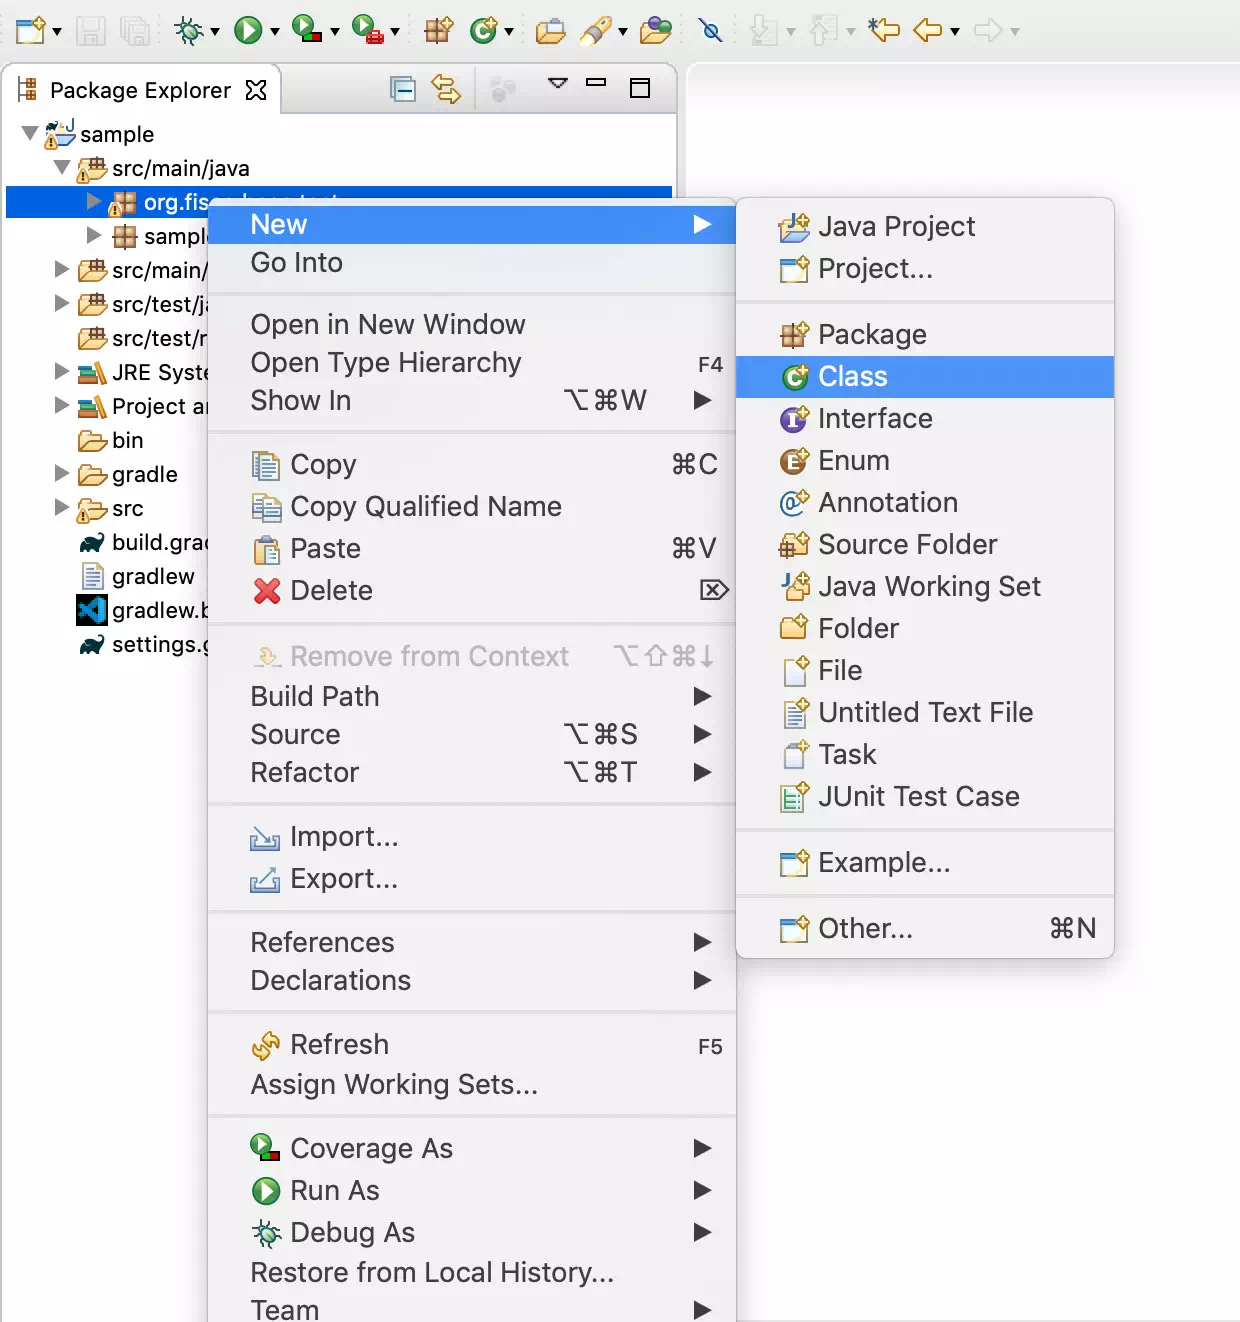 Package Explorer
sample
src/main/java
org.fis
sampl
src/main/
src/test/ja
src/test/r
JRE Syste
Project a
bin
gradle
src
build.grad
gradlew
gradlew.b
settings.g
New
Go Into
Open in New Window
Open Type Hierarchy F4
Show In ⌥⌘W
Copy ⌘C
Copy Qualified Name
Paste ⌘V
Delete ⌦
Remove from Context ⌥⇧⌘↓
Build Path
Source ⌥⌘S
Refactor ⌥⌘T
Import...
Export...
References
Declarations
Refresh F5
Assign Working Sets...
Coverage As
Run As
Debug As
Restore from Local History...
Team
Java Project
Project...
Package
Class
Interface
Enum
Annotation
Source Folder
Java Working Set
Folder
File
Untitled Text File
Task
JUnit Test Case
Example...
Other... ⌘N